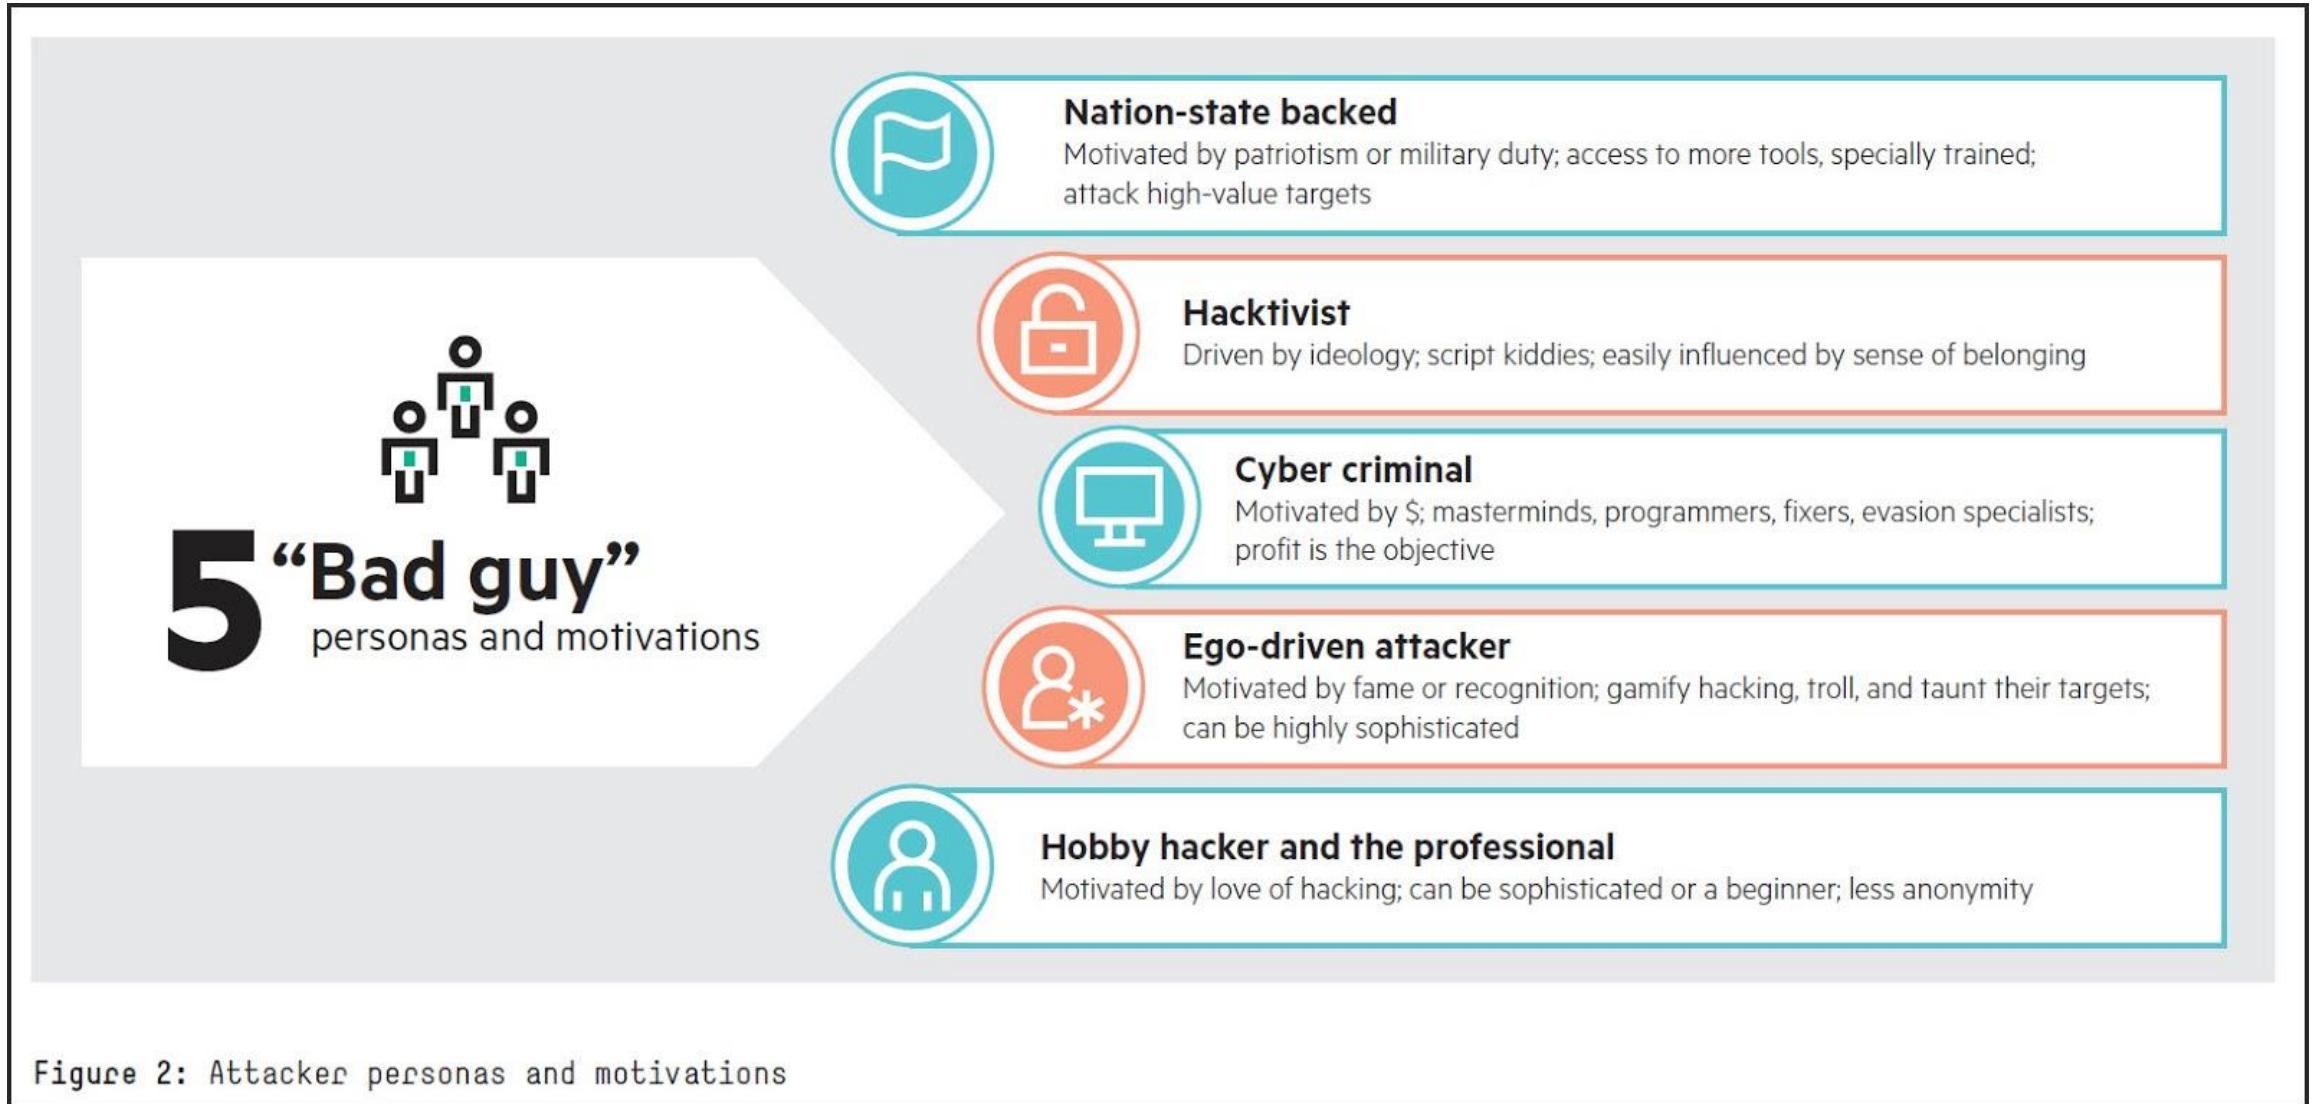 5 “Bad guy”
personas and motivations
Nation-state backed
Motivated by patriotism or military duty; access to more tools, specially trained;
attack high-value targets
Hacktivist
Driven by ideology; script kiddies; easily influenced by sense of belonging
Cyber criminal
Motivated by $; masterminds, programmers, fixers, evasion specialists;
profit is the objective
Ego-driven attacker
Motivated by fame or recognition; gamify hacking, troll, and taunt their targets;
can be highly sophisticated
Hobby hacker and the professional
Motivated by love of hacking; can be sophisticated or a beginner; less anonymity
Figure 2: Attacker personas and motivations